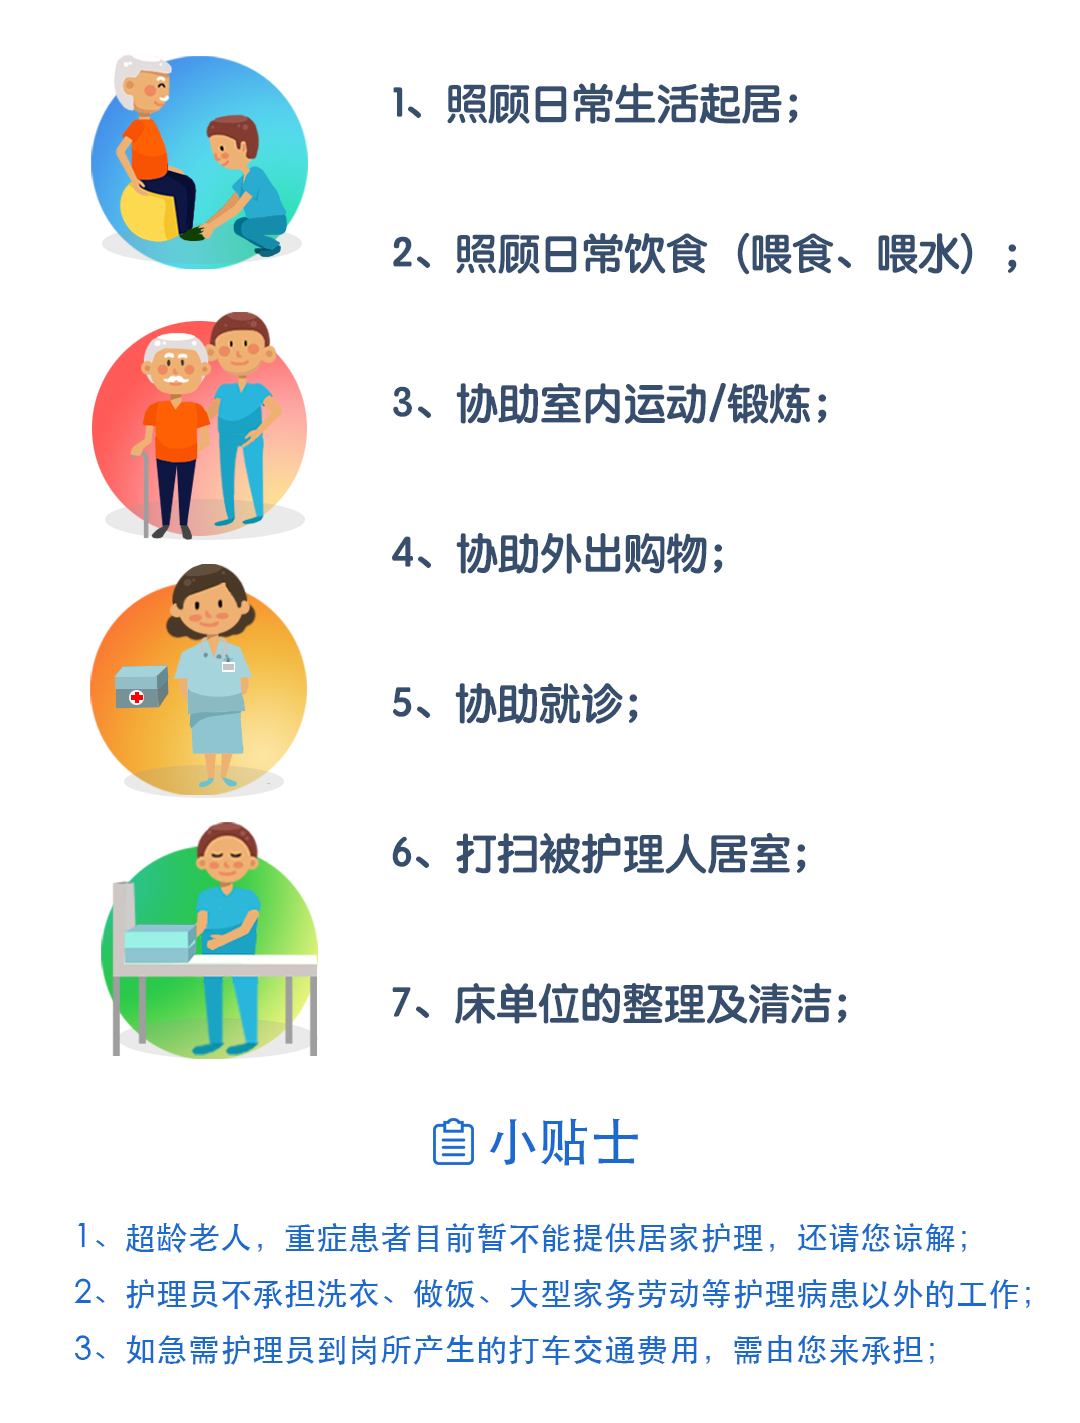 1、照顾日常生活起居；
2、照顾日常饮食（喂食、喂水）；
3、协助室内运动/锻炼；
4、协助外出购物；
5、协助就诊；
6、打扫被护理人居室；
7、床单位的整理及清洁；
小贴士
1、超龄老人，重症患者目前暂不能提供居家护理，还请您谅解；
2、护理员不承担洗衣、做饭、大型家务劳动等护理病患以外的工作；
3、如急需护理员到岗所产生的打车交通费用，需由您来承担；